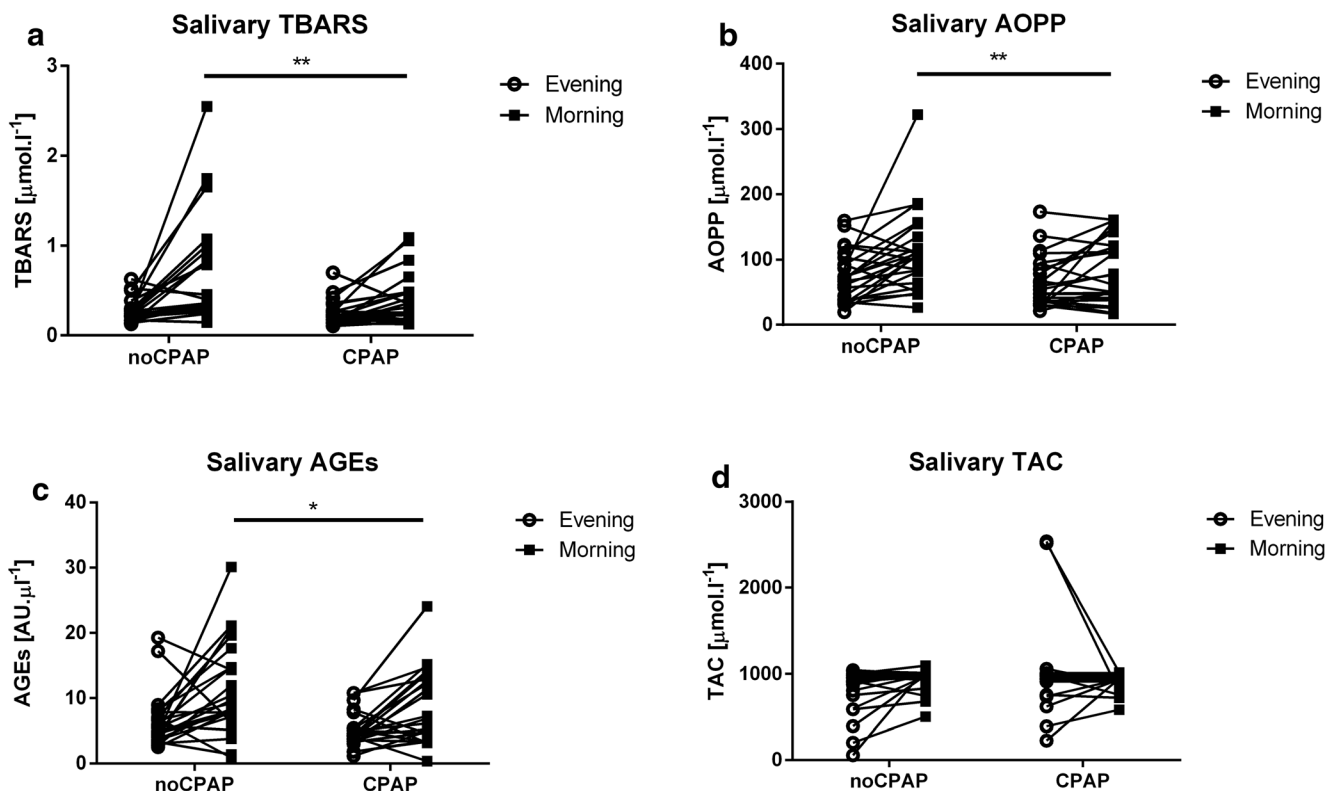 a
Salivary TBARS
**
3
2
1
0
TBARS [μmol.l⁻¹]
noCPAP CPAP
Evening
Morning
b
Salivary AOPP
**
400
300
200
100
0
AOPP [μmol.l⁻¹]
noCPAP CPAP
Evening
Morning
c
Salivary AGEs
*
40
30
20
10
0
AGEs [AU.μl⁻¹]
noCPAP CPAP
Evening
Morning
d
Salivary TAC
3000
2000
1000
0
TAC [μmol.l⁻¹]
noCPAP CPAP
Evening
Morning